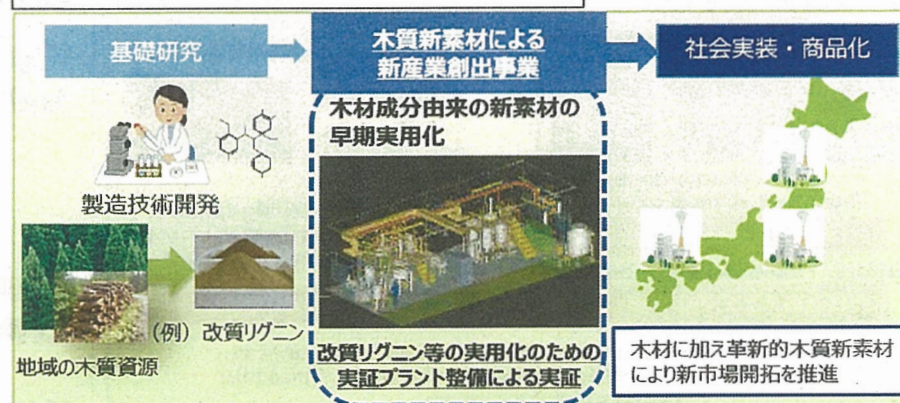 基礎研究
木質新素材による
新産業創出事業
社会実装・商品化
木材成分由来の新素材の
早期実用化
製造技術開発
(例) 改質リグニン
地域の木質資源
改質リグニン等の実用化のための
実証プラント整備による実証
木材に加え革新的木質新素材
により新市場開拓を推進